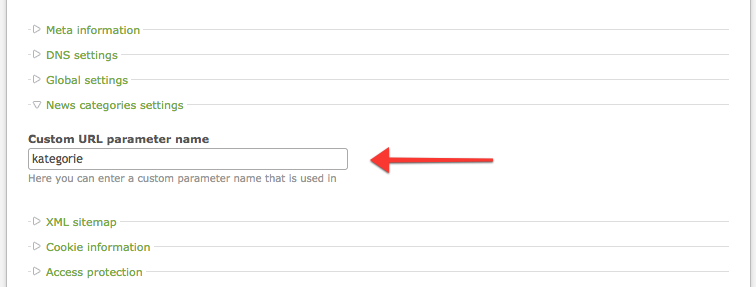 Meta information
DNS settings
Global settings
News categories settings
Custom URL parameter name
kategorie
Here you can enter a custom parameter name that is used in
XML sitemap
Cookie information
Access protection